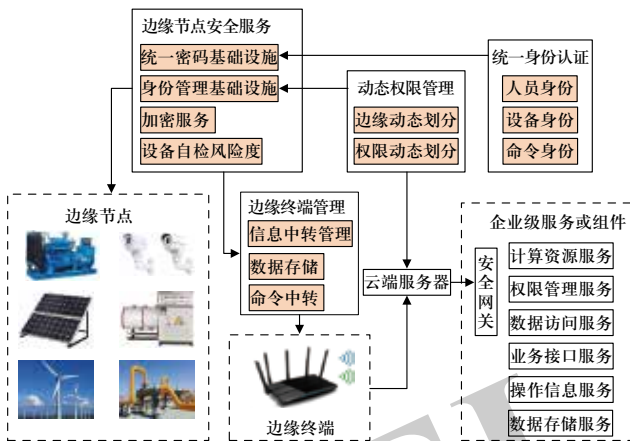 边缘节点安全服务
统一密码基础设施
身份管理基础设施
加密服务
设备自检风险度
统一身份认证
人员身份
设备身份
命令身份
动态权限管理
边缘动态划分
权限动态划分
边缘节点
边缘终端管理
信息中转管理
数据存储
命令中转
云端服务器
企业级服务或组件
安全网关
计算资源服务
权限管理服务
数据访问服务
业务接口服务
操作信息服务
数据存储服务
边缘终端